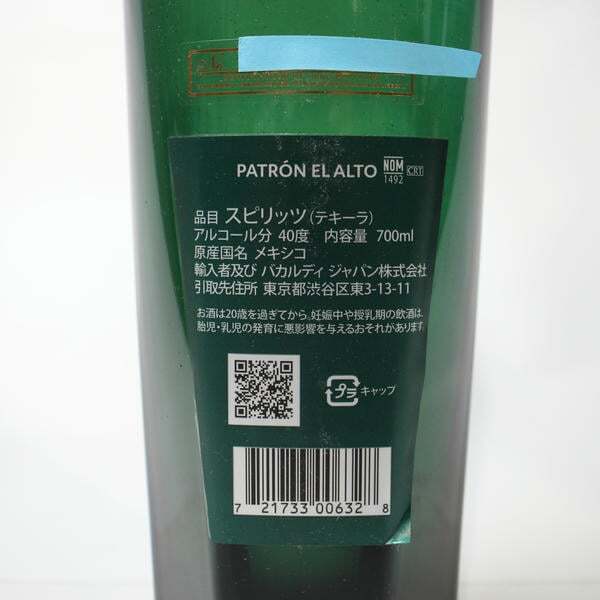 PATRÓN EL ALTO NOM 1492 CRT
品目 スピリッツ(テキーラ)
アルコール分 40度 内容量 700ml
原産国名 メキシコ
輸入者及び バカルディ ジャパン株式会社
引取先住所 東京都渋谷区東3-13-11
お酒は20歳を過ぎてから。妊娠中や授乳期の飲酒は、
胎児・乳児の発育に悪影響を与えるおそれがあります。
プラ キャップ
7 21733 00632 8